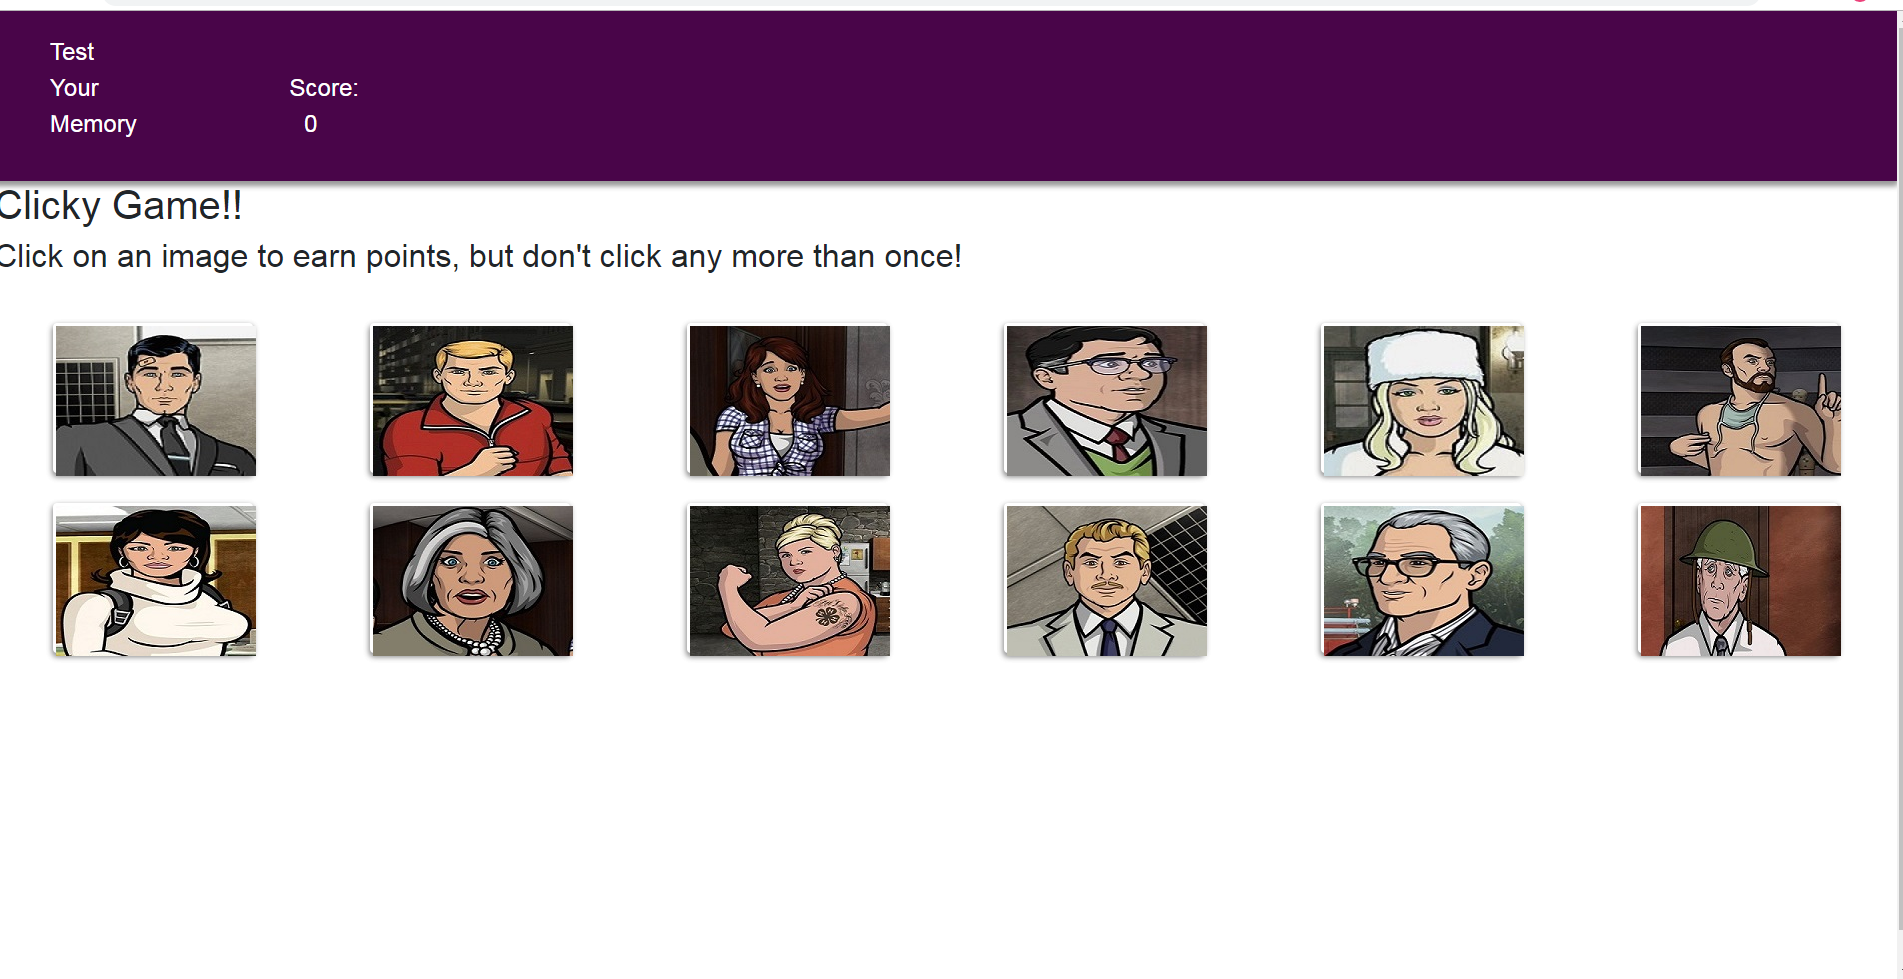 Test
Your
Memory
Score:
0
Clicky Game!!
Click on an image to earn points, but don't click any more than once!